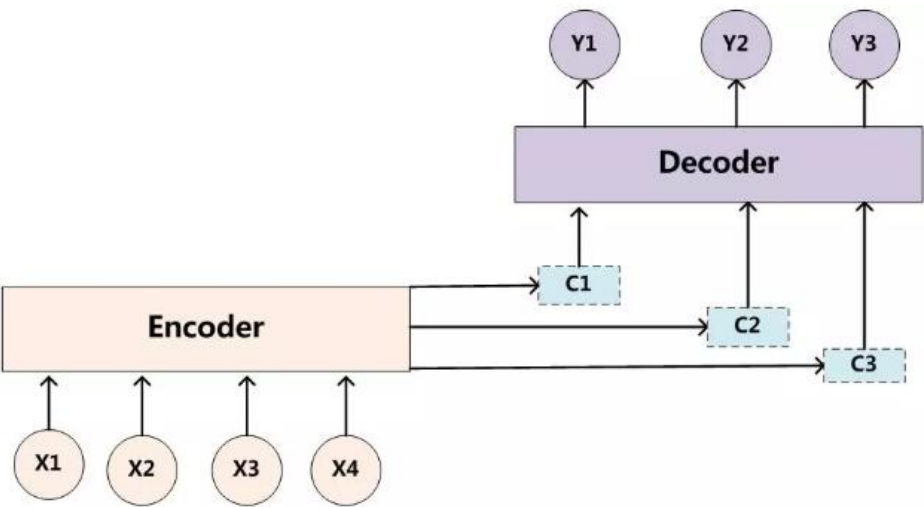 Y1 Y2 Y3
Decoder
C1
Encoder
C2
C3
X1 X2 X3 X4